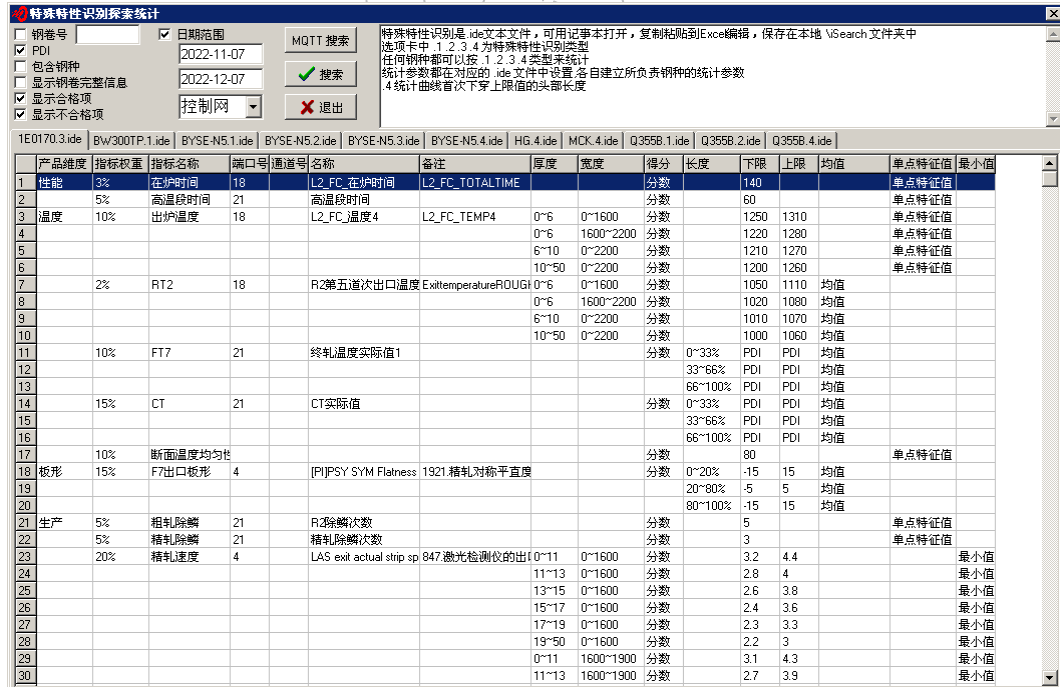 特殊特性识别探索统计
钢卷号
日期范围
PDI
2022-11-07
包含钢种
显示钢卷完整信息
2022-12-07
显示合格项
控制网
显示不合格项
MQTT 搜索
搜索
退出
特殊特性识别是.ide文本文件，可用记事本打开，复制粘贴到Excel编辑，保存在本地 \iSearch 文件夹中
选项卡中 .1.2.3.4 为特殊特性识别类型
任何钢种都可以按 .1.2.3.4 类型来统计
统计参数都在对应的 .ide 文件中设置,各自建立所负责钢种的统计参数
.4 统计曲线首次下穿上限值的头部长度
1E0170.3.ide BW300TP.1.ide BYSE-N5.1.ide BYSE-N5.2.ide BYSE-N5.3.ide BYSE-N5.4.ide HG.4.ide MCK.4.ide Q355B.1.ide Q355B.2.ide Q355B.4.ide
产品维度 指标权重 指标名称 端口号 通道号 名称 备注 厚度 宽度 得分 长度 下限 上限 均值 单点特征值 最小值
1 性能 3% 在炉时间 18 L2_FC_在炉时间 L2_FC_TOTALTIME 分数 140 单点特征值
2 5% 高温段时间 21 高温段时间 分数 60 单点特征值
3 温度 10% 出炉温度 18 L2_FC_温度4 L2_FC_TEMP4 0~6 0~1600 分数 1250 1310 单点特征值
4 0~6 1600~2200 分数 1220 1280 单点特征值
5 6~10 0~2200 分数 1210 1270 单点特征值
6 10~50 0~2200 分数 1200 1260 单点特征值
7 2% RT2 18 R2第五道次出口温度 ExittemperatureROUGH 0~6 0~1600 分数 1050 1110 均值
8 0~6 1600~2200 分数 1020 1080 均值
9 6~10 0~2200 分数 1010 1070 均值
10 10~50 0~2200 分数 1000 1060 均值
11 10% FT7 21 终轧温度实际值1 分数 0~33% PDI PDI 均值
12 33~66% PDI PDI 均值
13 66~100% PDI PDI 均值
14 15% CT 21 CT实际值 分数 0~33% PDI PDI 均值
15 33~66% PDI PDI 均值
16 66~100% PDI PDI 均值
17 10% 断面温度均匀性 分数 80 单点特征值
18 板形 15% F7出口板形 4 [PI]PSY SYM Flatness 1921.精轧对称平直度 分数 0~20% -15 15 均值
19 20~80% -5 5 均值
20 80~100% -15 15 均值
21 生产 5% 粗轧除鳞 21 R2除鳞次数 分数 5 单点特征值
22 5% 精轧除鳞 21 精轧除鳞次数 分数 3 单点特征值
23 20% 精轧速度 4 LAS exit actual strip sp 847.激光检测仪的出口 0~11 0~1600 分数 3.2 4.4 最小值
24 11~13 0~1600 分数 2.8 4 最小值
25 13~15 0~1600 分数 2.6 3.8 最小值
26 15~17 0~1600 分数 2.4 3.6 最小值
27 17~19 0~1600 分数 2.3 3.3 最小值
28 19~50 0~1600 分数 2.2 3 最小值
29 0~11 1600~1900 分数 3.1 4.3 最小值
30 11~13 1600~1900 分数 2.7 3.9 最小值